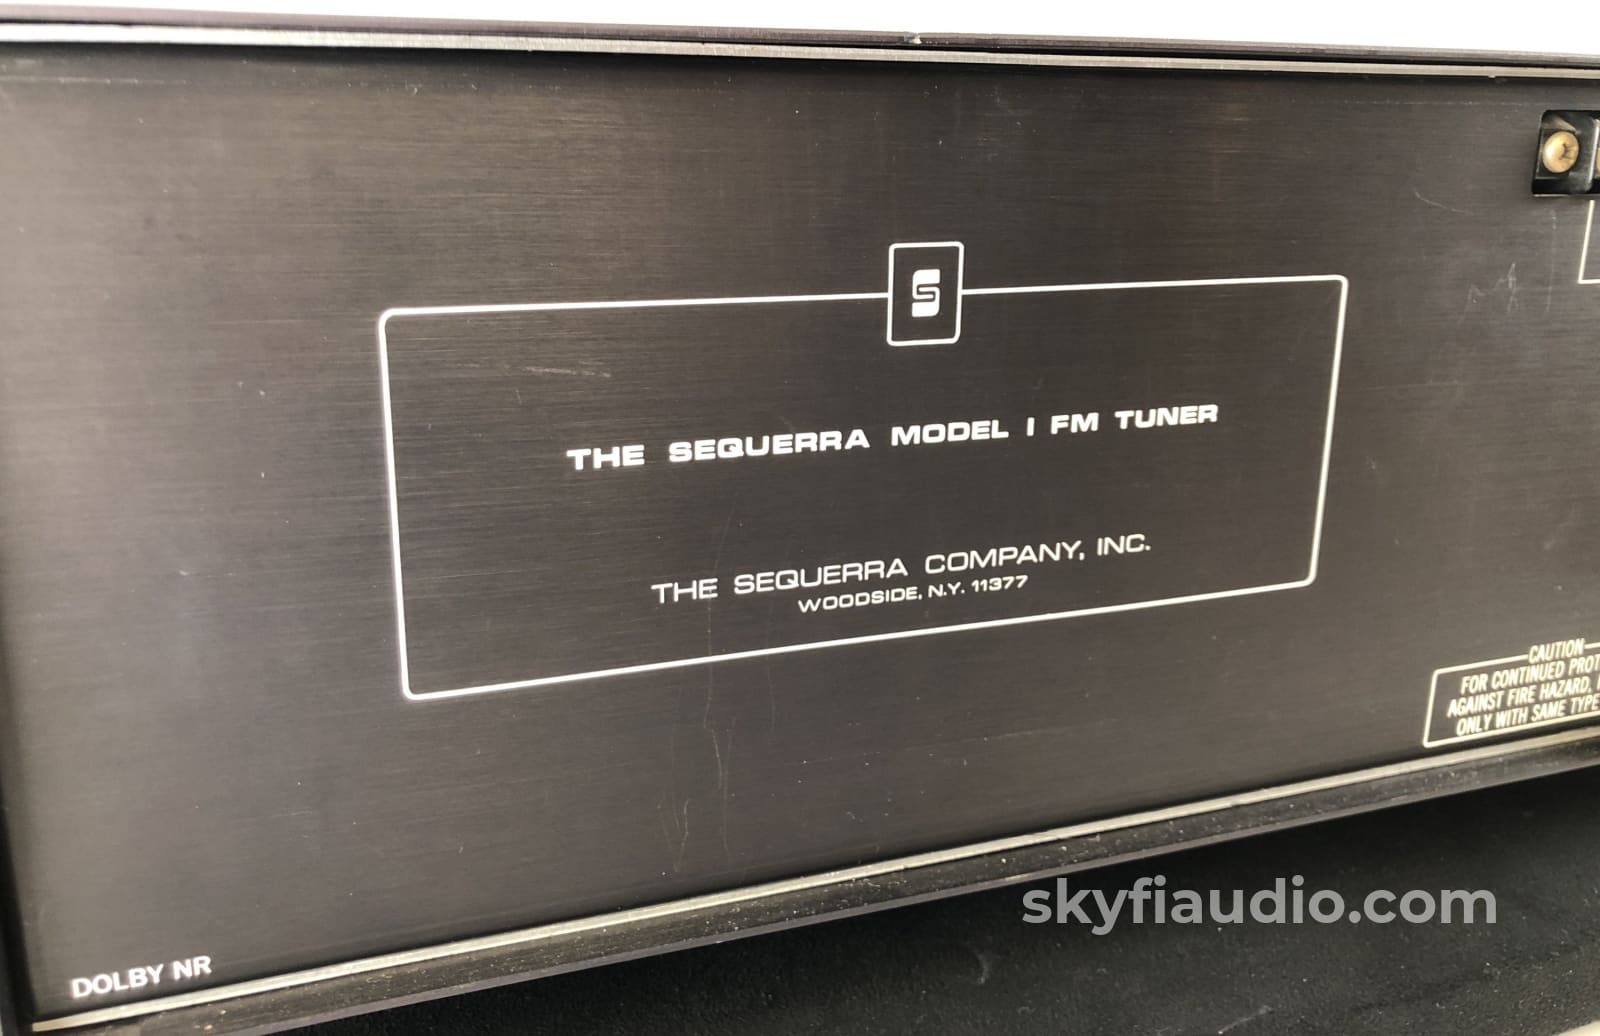 S
THE SEQUERRA MODEL I FM TUNER
THE SEQUERRA COMPANY, INC.
WOODSIDE, N.Y. 11377
CAUTION
FOR CONTINUED
AGAINST FIRE HAZARD,
ONLY WITH SAME TYPE
DOLBY NR
skyfiaudio.com